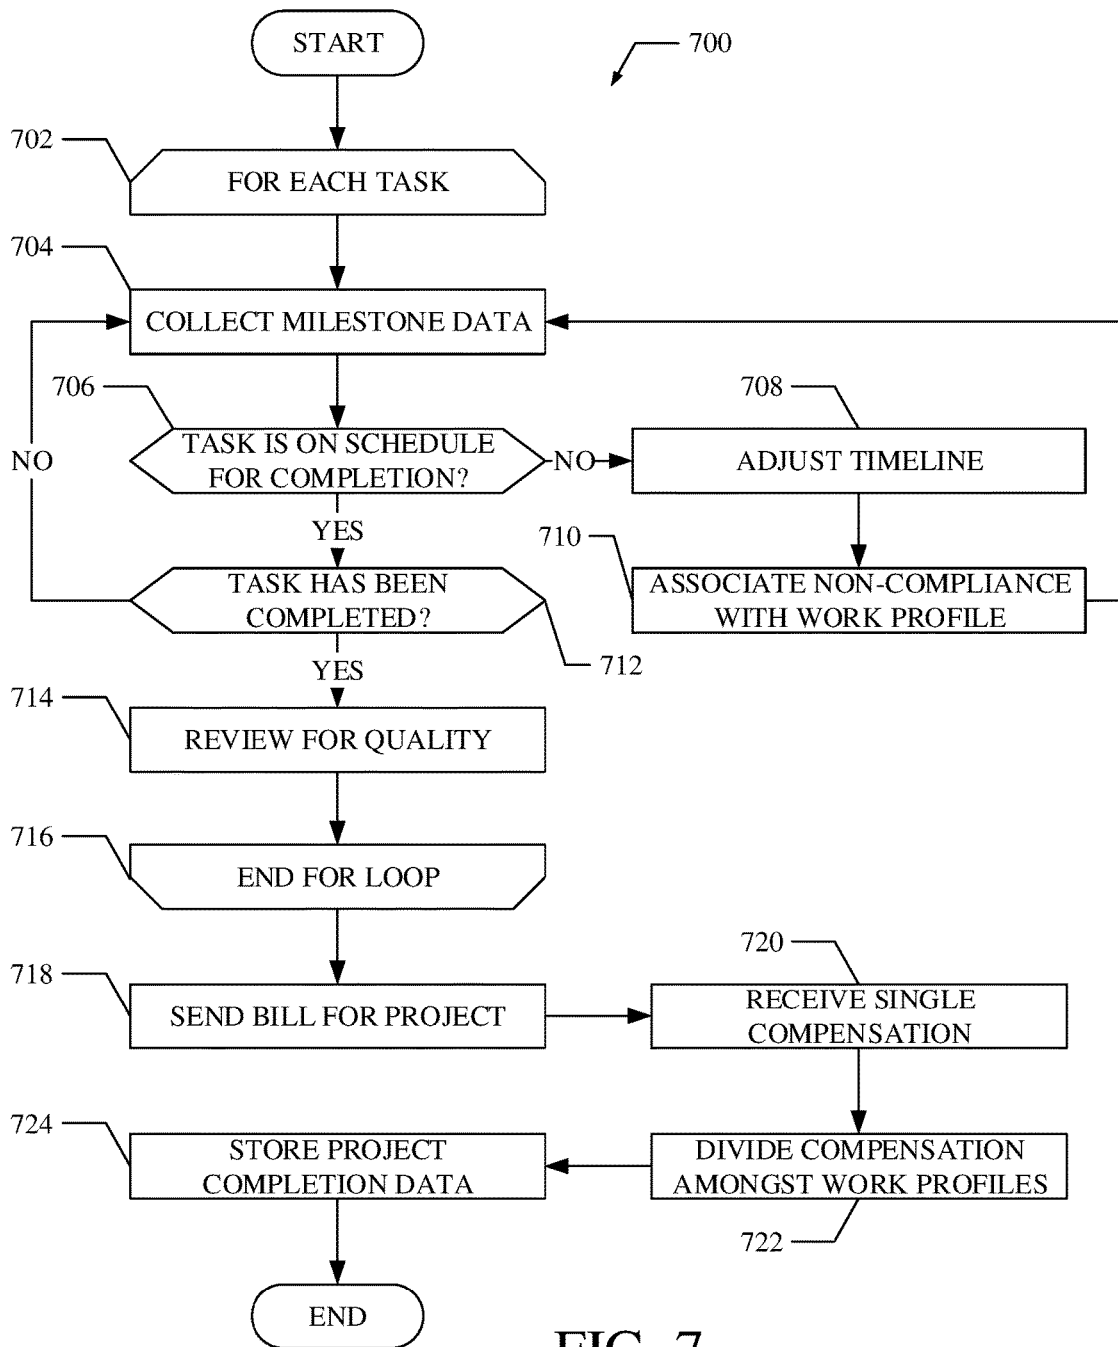 START
700
702
FOR EACH TASK
704
COLLECT MILESTONE DATA
706
TASK IS ON SCHEDULE
FOR COMPLETION?
NO
NO
708
ADJUST TIMELINE
YES
710
ASSOCIATE NON-COMPLIANCE
WITH WORK PROFILE
TASK HAS BEEN
COMPLETED?
712
YES
714
REVIEW FOR QUALITY
716
END FOR LOOP
718
SEND BILL FOR PROJECT
720
RECEIVE SINGLE
COMPENSATION
724
STORE PROJECT
COMPLETION DATA
DIVIDE COMPENSATION
AMONGST WORK PROFILES
722
END
FIG. 7